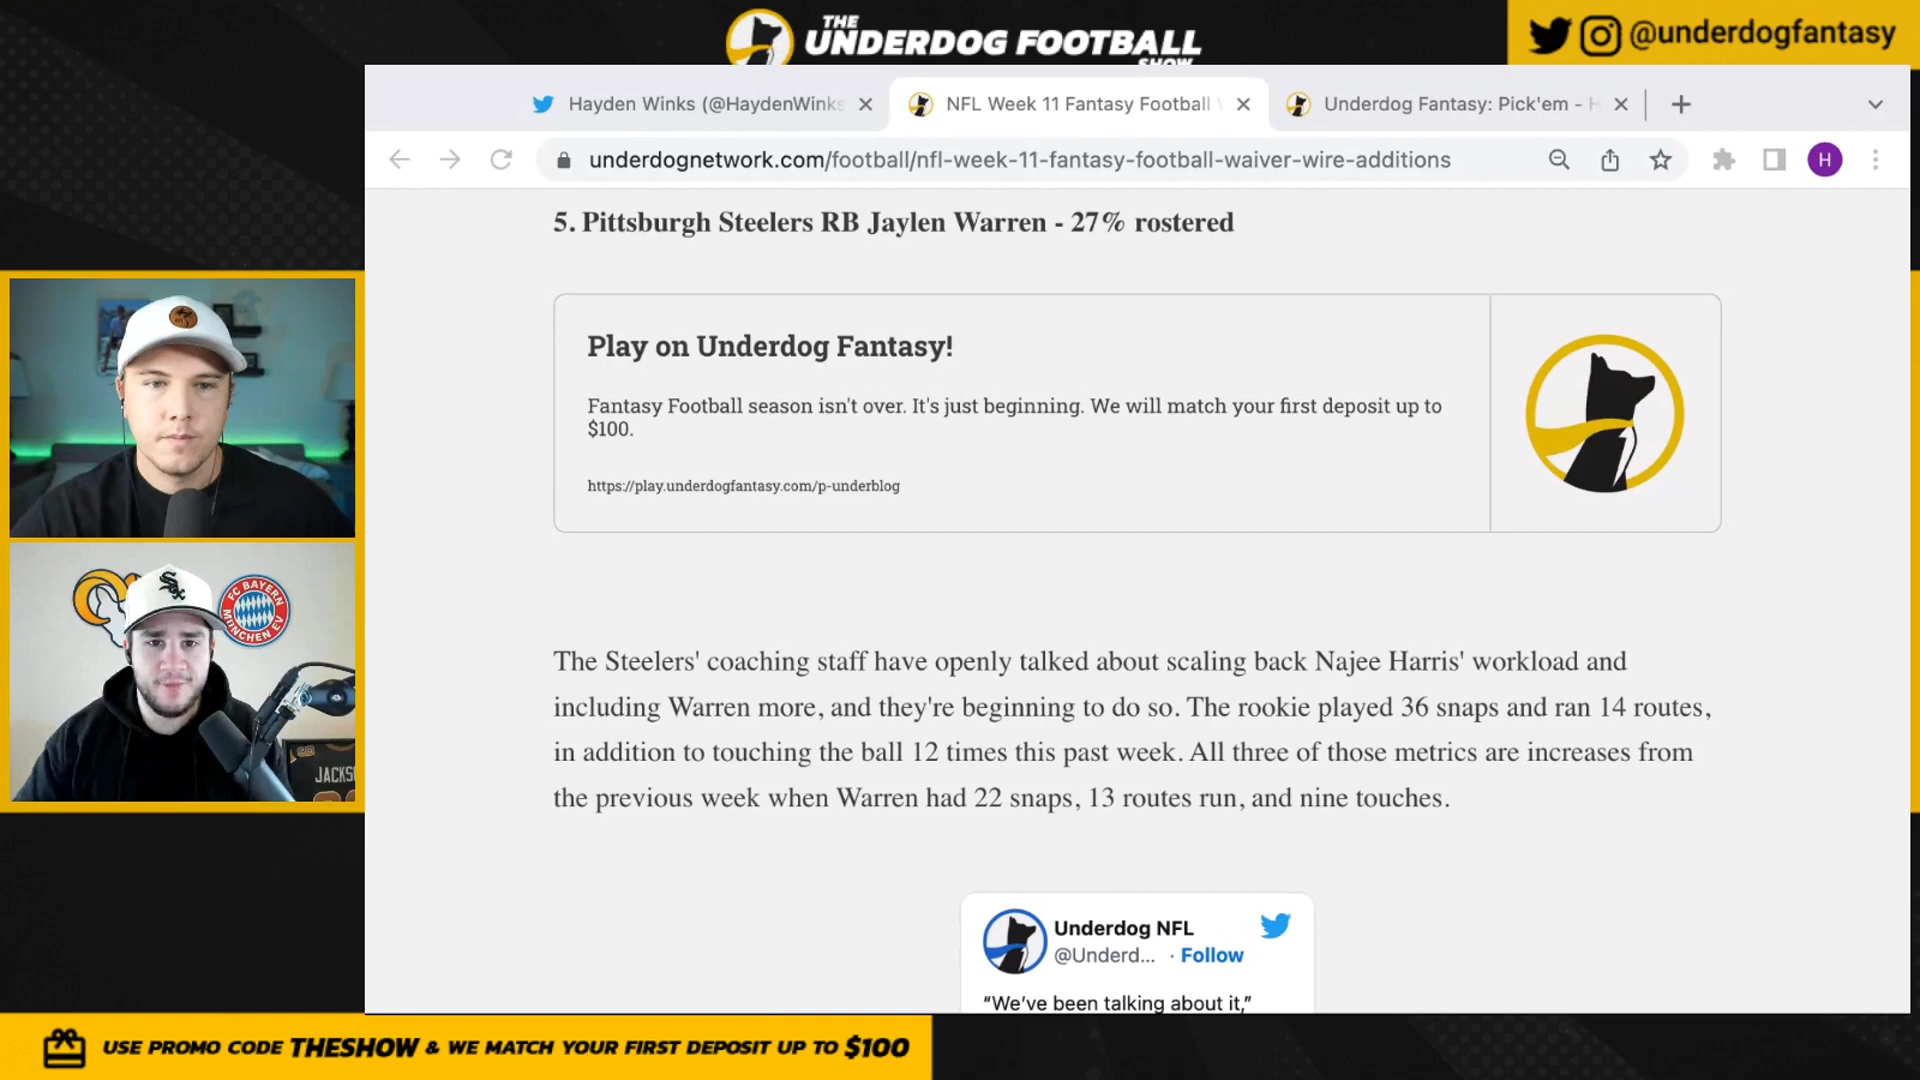 THE
UNDERDOG FOOTBALL
SHOW
@underdogfantasy
Hayden Winks (@HaydenWinks
NFL Week 11 Fantasy Football
Underdog Fantasy: Pick'em - H
underdognetwork.com/football/nfl-week-11-fantasy-football-waiver-wire-additions
H
5. Pittsburgh Steelers RB Jaylen Warren - 27% rostered
Play on Underdog Fantasy!
Fantasy Football season isn't over. It's just beginning. We will match your first deposit up to
$100.
https://play.underdogfantasy.com/p-underblog
The Steelers' coaching staff have openly talked about scaling back Najee Harris' workload and
including Warren more, and they're beginning to do so. The rookie played 36 snaps and ran 14 routes,
in addition to touching the ball 12 times this past week. All three of those metrics are increases from
the previous week when Warren had 22 snaps, 13 routes run, and nine touches.
Underdog NFL
@Underd... · Follow
“We’ve been talking about it,”
Sox
FC BAYERN
MÜNCHEN EV
JACKS
USE PROMO CODE THESHOW & WE MATCH YOUR FIRST DEPOSIT UP TO $100